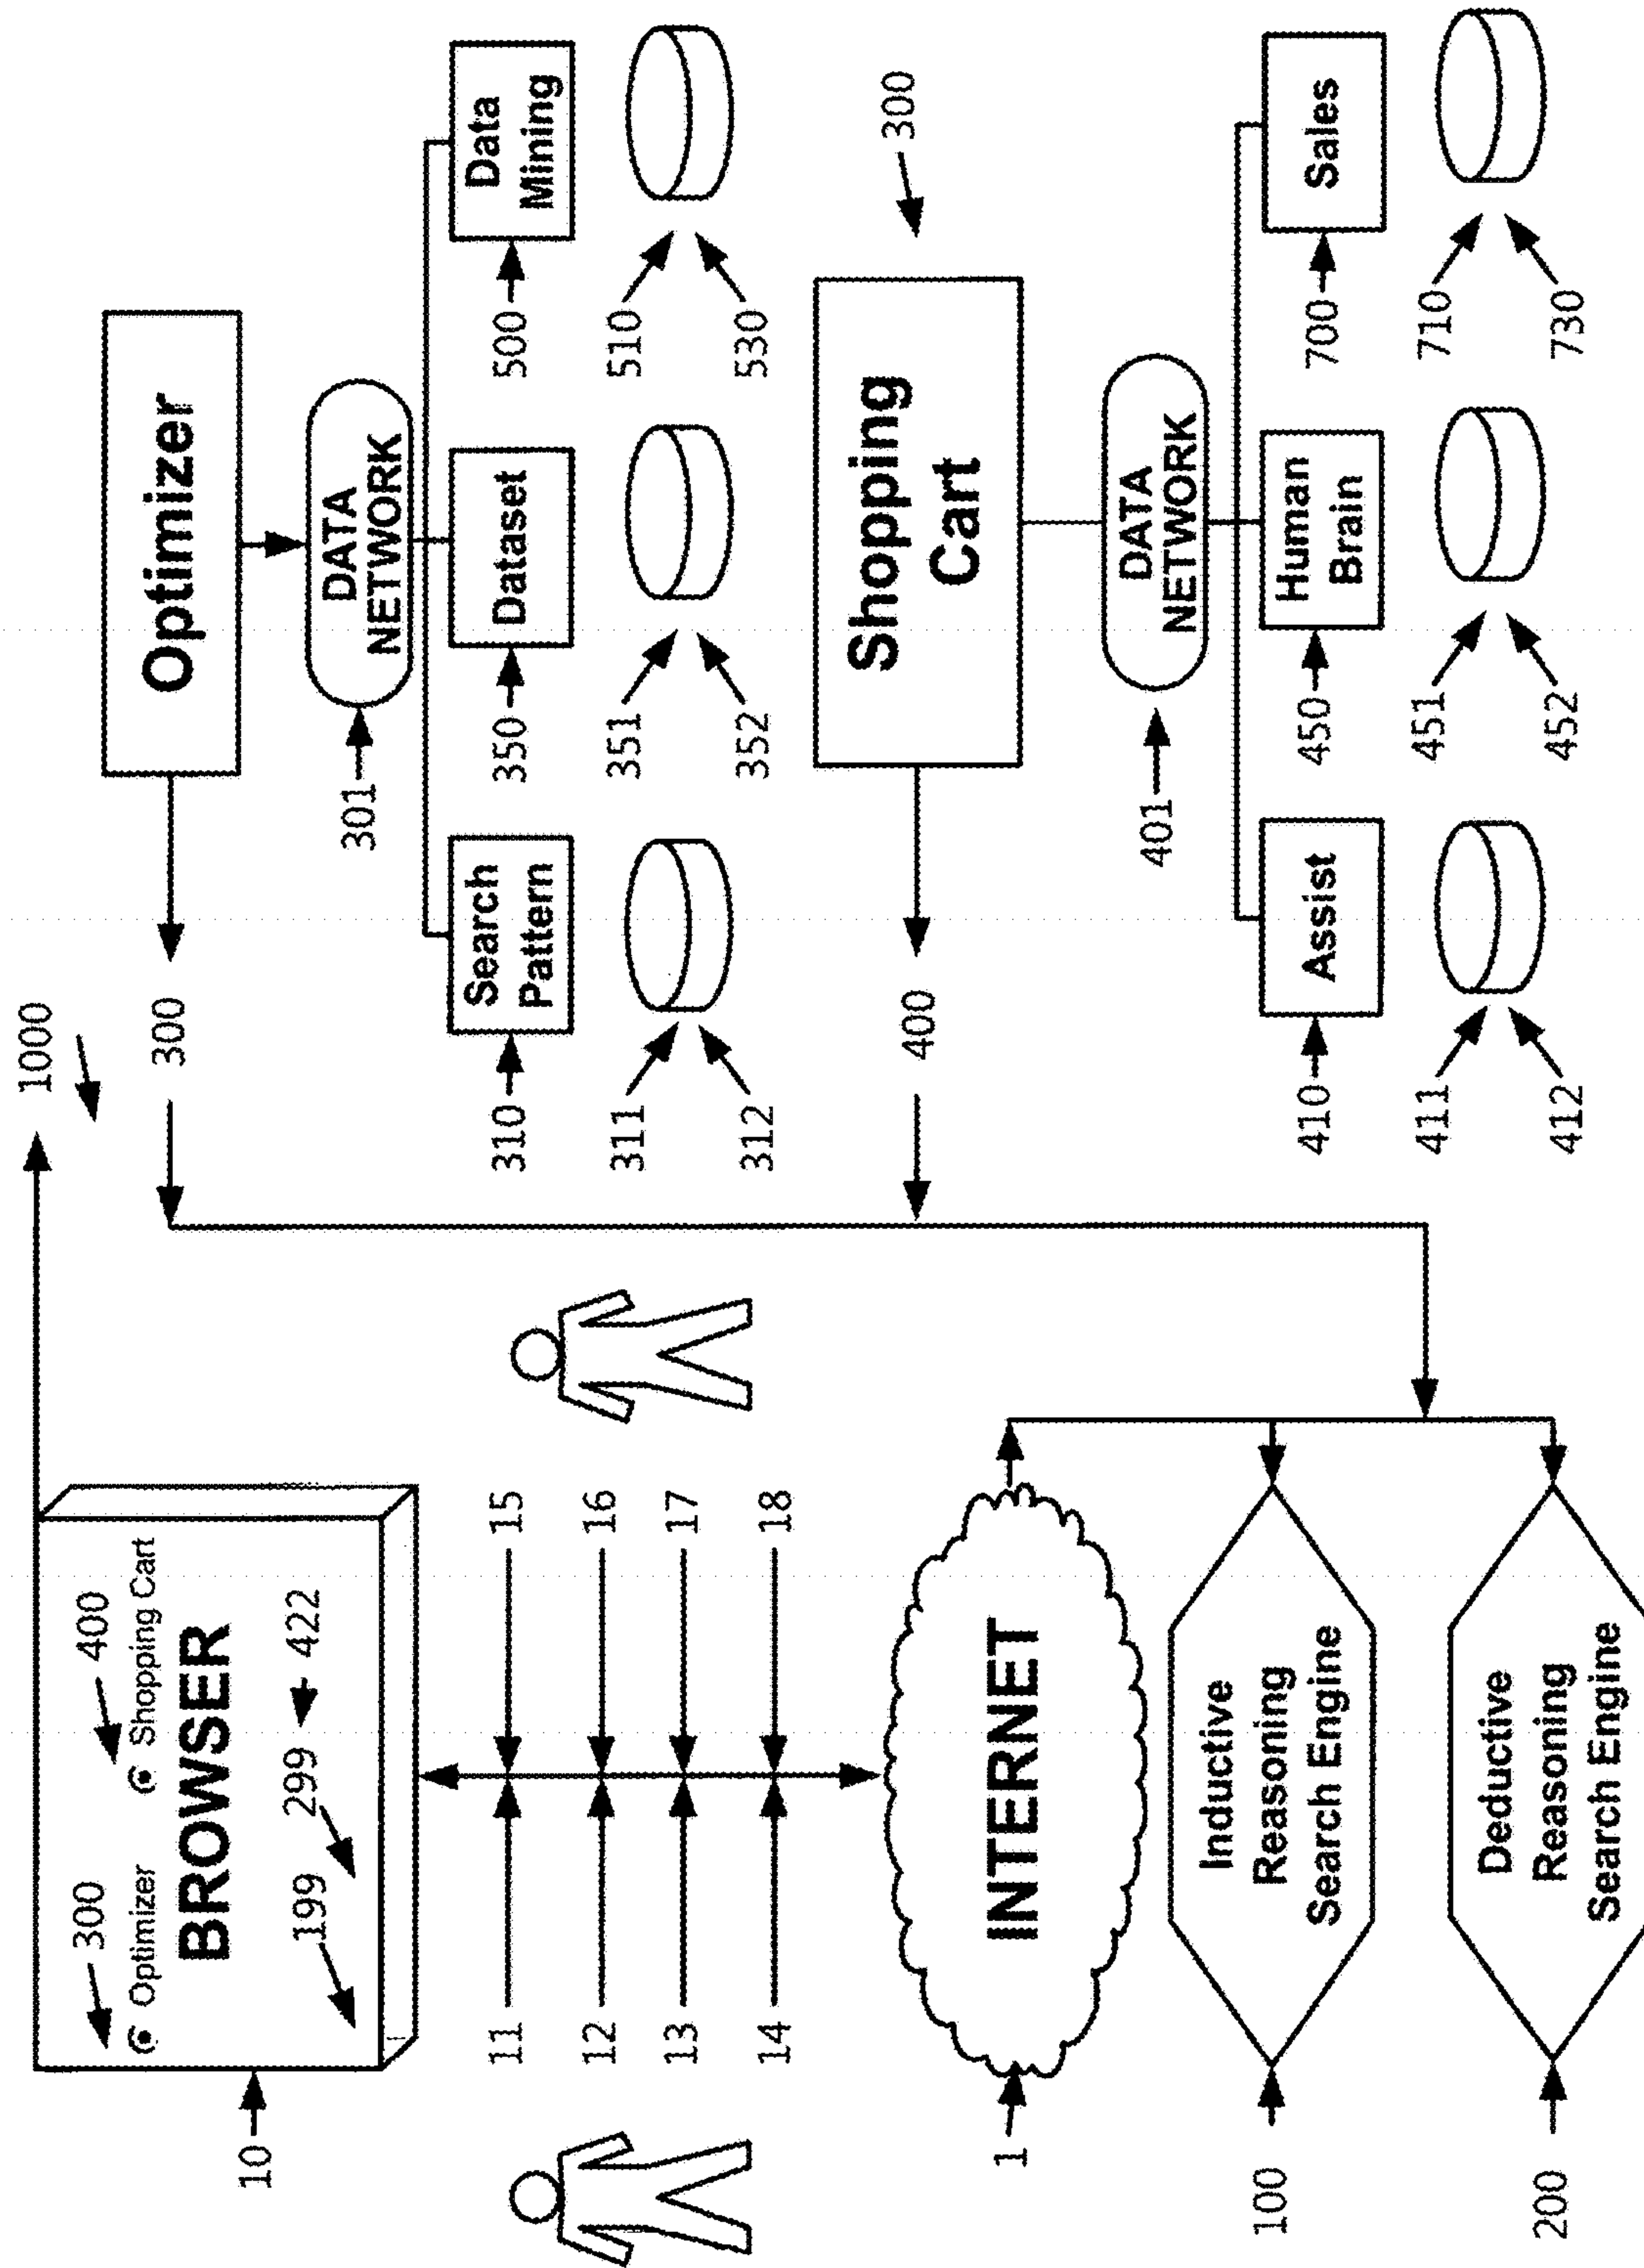 1000
300
400
Optimizer
Shopping Cart
BROWSER
199
299
422
10
11
15
12
16
13
17
14
18
1
INTERNET
100
Inductive
Reasoning
Search Engine
200
Deductive
Reasoning
Search Engine
300
Optimizer
301
DATA
NETWORK
310
Search
Pattern
350
Dataset
500
Data
Mining
311
351
510
312
352
530
300
400
Shopping
Cart
401
DATA
NETWORK
410
Assist
450
Human
Brain
700
Sales
411
451
710
412
452
730